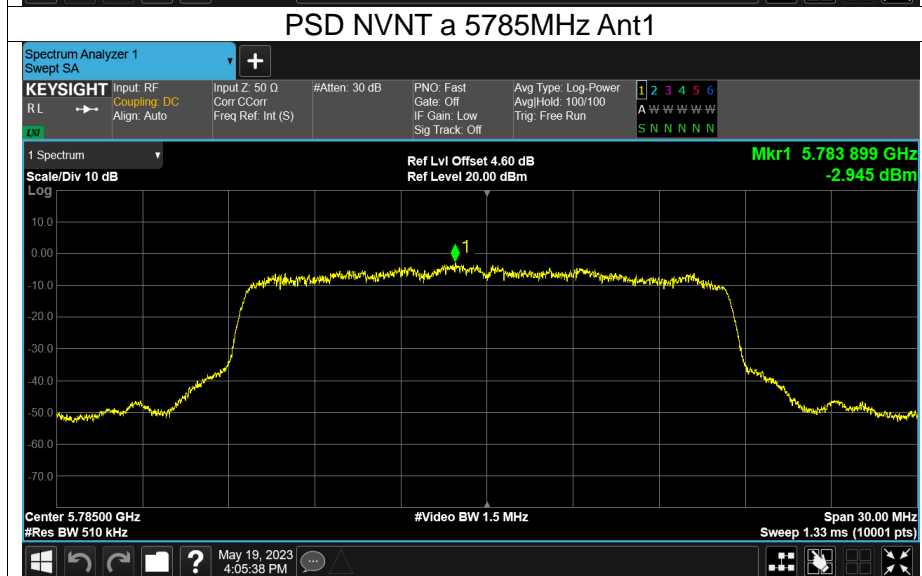 PSD NVNT a 5785MHz Ant1
Spectrum Analyzer 1
Swept SA
+
KEYSIGHT Input: RF Input Z: 50 Ω #Atten: 30 dB PNO: Fast Avg Type: Log-Power 1 2 3 4 5 6
RL Coupling: DC Corr CCorr Gate: Off Avg|Hold: 100/100 A W W W W W
Align: Auto Freq Ref: Int (S) IF Gain: Low Trig: Free Run
LXI Sig Track: Off S N N N N N
1 Spectrum Ref Lvl Offset 4.60 dB Mkr1 5.783 899 GHz
Scale/Div 10 dB Ref Level 20.00 dBm -2.945 dBm
Log
10.0
0.00
1
-10.0
-20.0
-30.0
-40.0
-50.0
-60.0
-70.0
Center 5.78500 GHz #Video BW 1.5 MHz Span 30.00 MHz
#Res BW 510 kHz Sweep 1.33 ms (10001 pts)
? May 19, 2023
4:05:38 PM